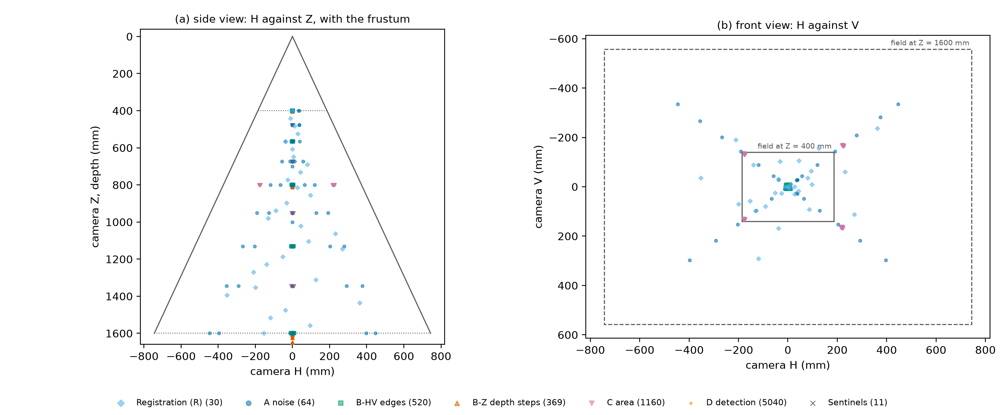 (a) side view: H against Z, with the frustum
0
200
400
600
800
1000
1200
1400
1600
camera Z, depth (mm)
−800 −600 −400 −200 0 200 400 600 800
camera H (mm)
(b) front view: H against V
field at Z = 1600 mm
field at Z = 400 mm
−600
−400
−200
0
200
400
600
camera V (mm)
−800 −600 −400 −200 0 200 400 600 800
camera H (mm)
Registration (R) (30) A noise (64) B-HV edges (520) B-Z depth steps (369) C area (1160) D detection (5040) Sentinels (11)